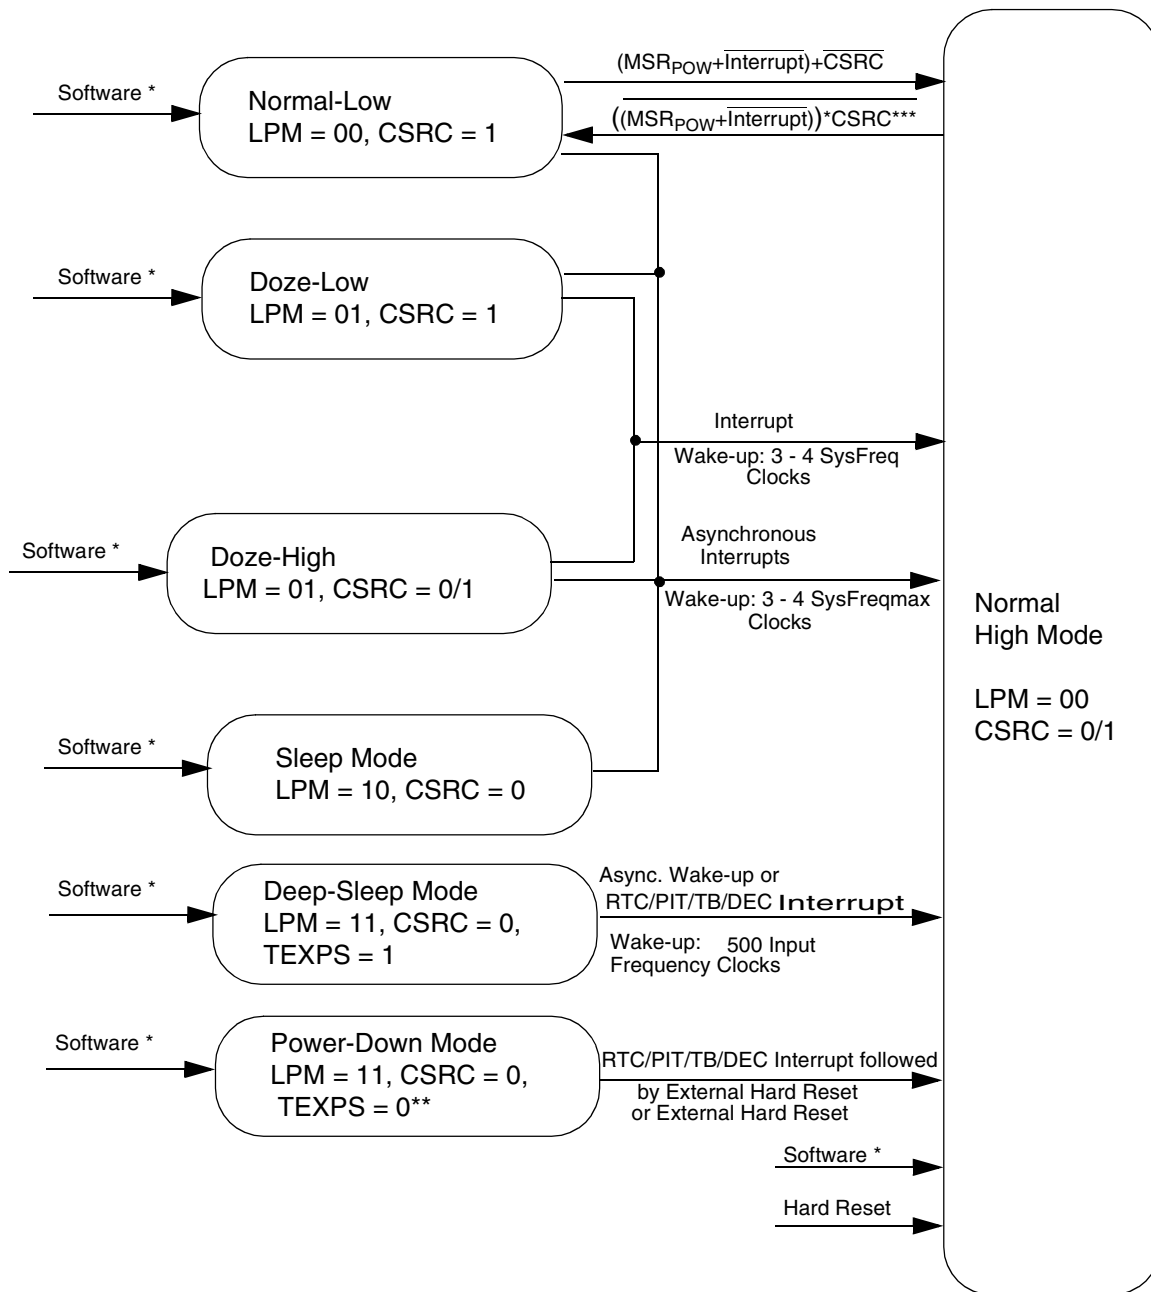 Software *
Normal-Low
LPM = 00, CSRC = 1
(MSRPOW+Interrupt)+CSRC
((MSRPOW+Interrupt))*CSRC***
Software *
Doze-Low
LPM = 01, CSRC = 1
Interrupt
Wake-up: 3 - 4 SysFreq
Clocks
Software *
Doze-High
LPM = 01, CSRC = 0/1
Asynchronous
Interrupts
Wake-up: 3 - 4 SysFreqmax
Clocks
Normal
High Mode
LPM = 00
CSRC = 0/1
Software *
Sleep Mode
LPM = 10, CSRC = 0
Software *
Deep-Sleep Mode
LPM = 11, CSRC = 0,
TEXPS = 1
Async. Wake-up or
RTC/PIT/TB/DEC Interrupt
Wake-up: 500 Input
Frequency Clocks
Software *
Power-Down Mode
LPM = 11, CSRC = 0,
TEXPS = 0**
RTC/PIT/TB/DEC Interrupt followed
by External Hard Reset
or External Hard Reset
Software *
Hard Reset